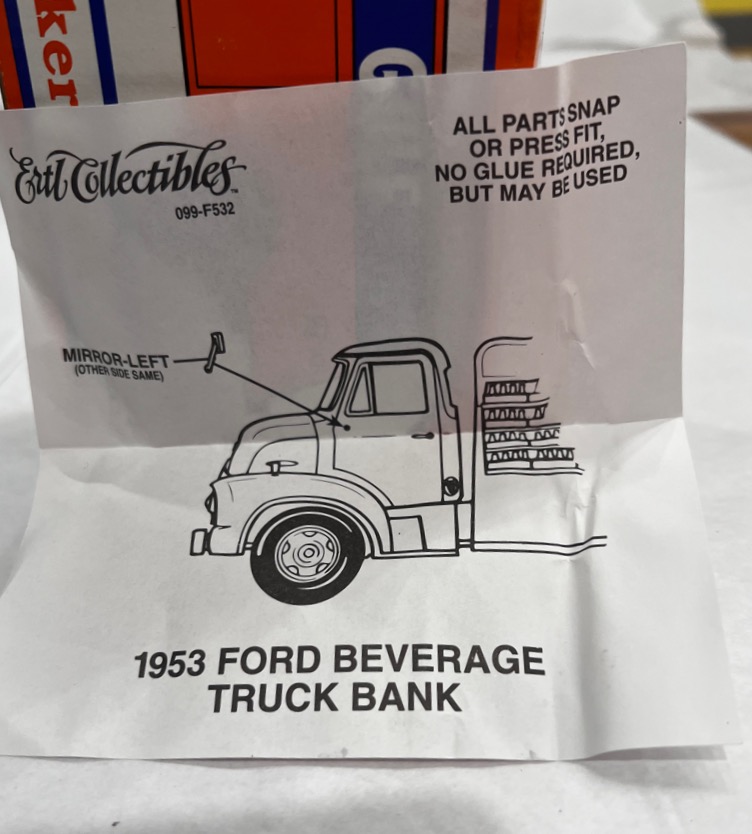 ker
G
Ertl Collectibles™
099-F532
ALL PARTS SNAP
OR PRESS FIT,
NO GLUE REQUIRED,
BUT MAY BE USED
MIRROR-LEFT
(OTHER SIDE SAME)
1953 FORD BEVERAGE
TRUCK BANK